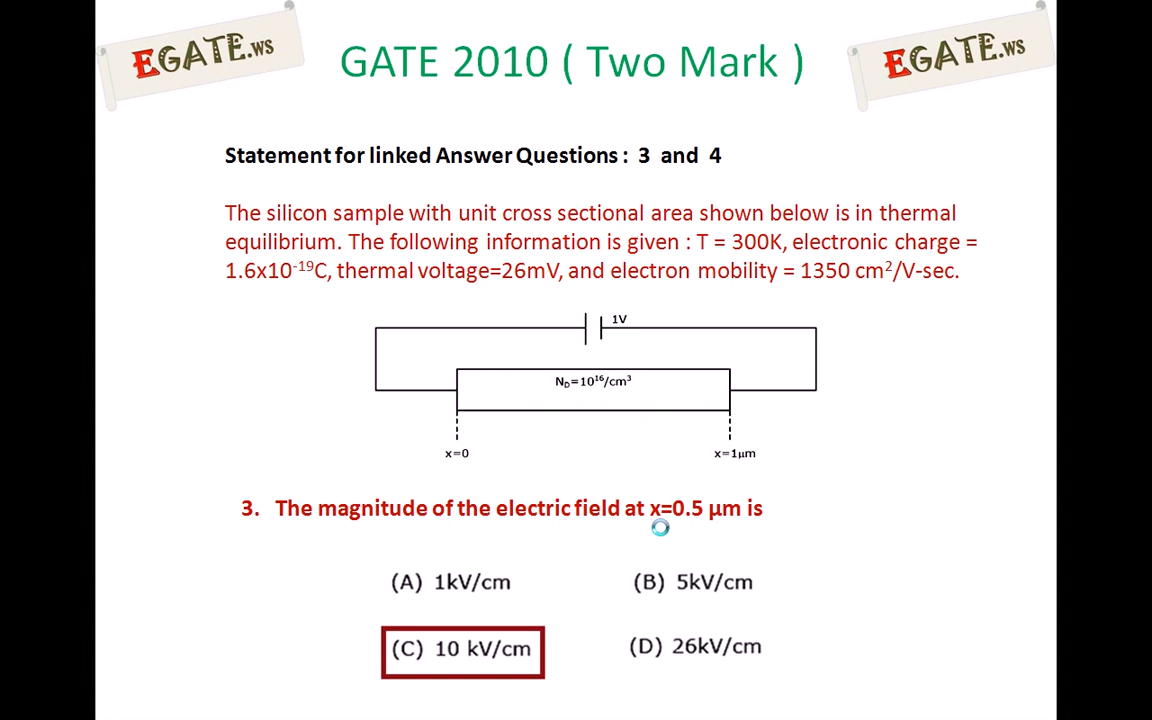 EGATE.ws
GATE 2010 ( Two Mark )
EGATE.ws
Statement for linked Answer Questions : 3 and 4
The silicon sample with unit cross sectional area shown below is in thermal
equilibrium. The following information is given : T = 300K, electronic charge =
1.6x10⁻¹⁹C, thermal voltage=26mV, and electron mobility = 1350 cm²/V-sec.
1V
N_D=10¹⁶/cm³
x=0
x=1μm
3. The magnitude of the electric field at x=0.5 μm is
(A) 1kV/cm
(B) 5kV/cm
(C) 10 kV/cm
(D) 26kV/cm